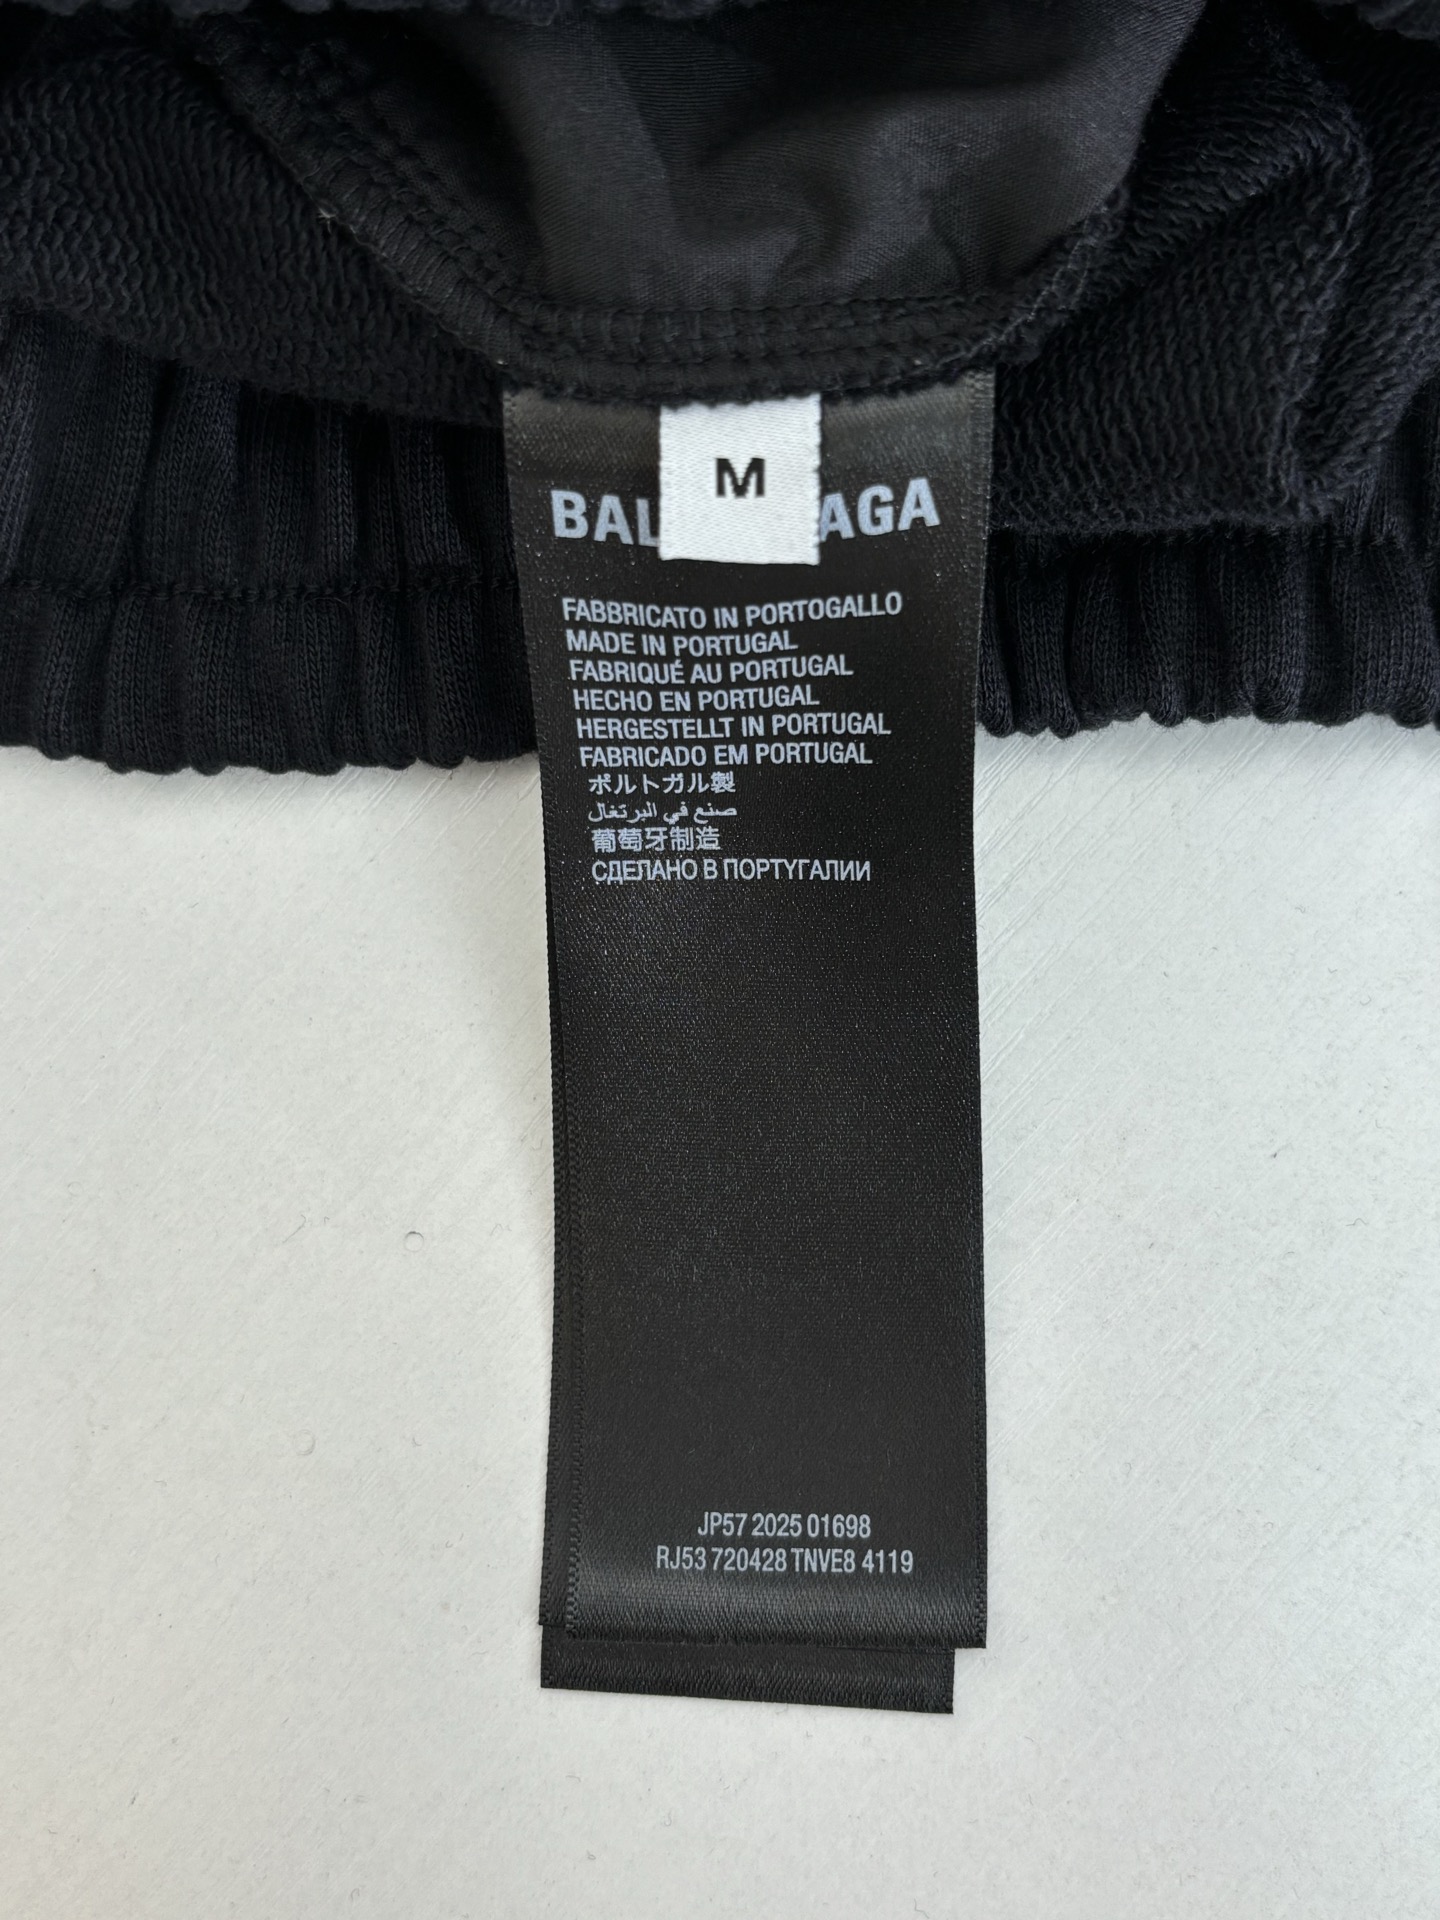 M
BAL AGA
FABBRICATO IN PORTOGALLO
MADE IN PORTUGAL
FABRIQUÉ AU PORTUGAL
HECHO EN PORTUGAL
HERGESTELLT IN PORTUGAL
FABRICADO EM PORTUGAL
ポルトガル製
صنع في البرتغال
葡萄牙制造
СДЕЛАНО В ПОРТУГАЛИИ
JP57 2025 01698
RJ53 720428 TNVE8 4119